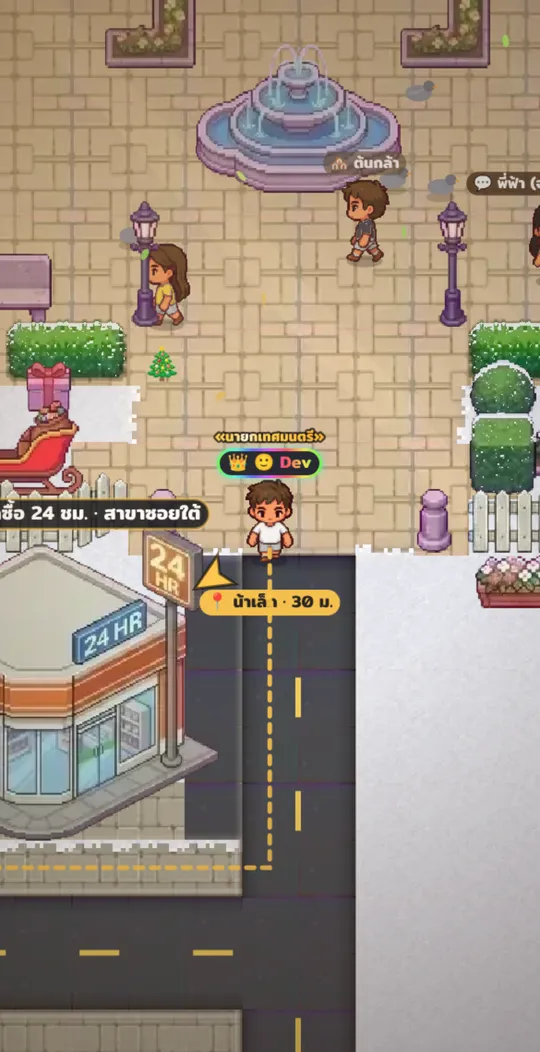 ต้นกล้า
พี่ฟ้า
«นายกเทศมนตรี»
Dev
ซื้อ 24 ชม. · สาขาซอยใต้
24
HR
24 HR
น้าเล็ก · 30 ม.